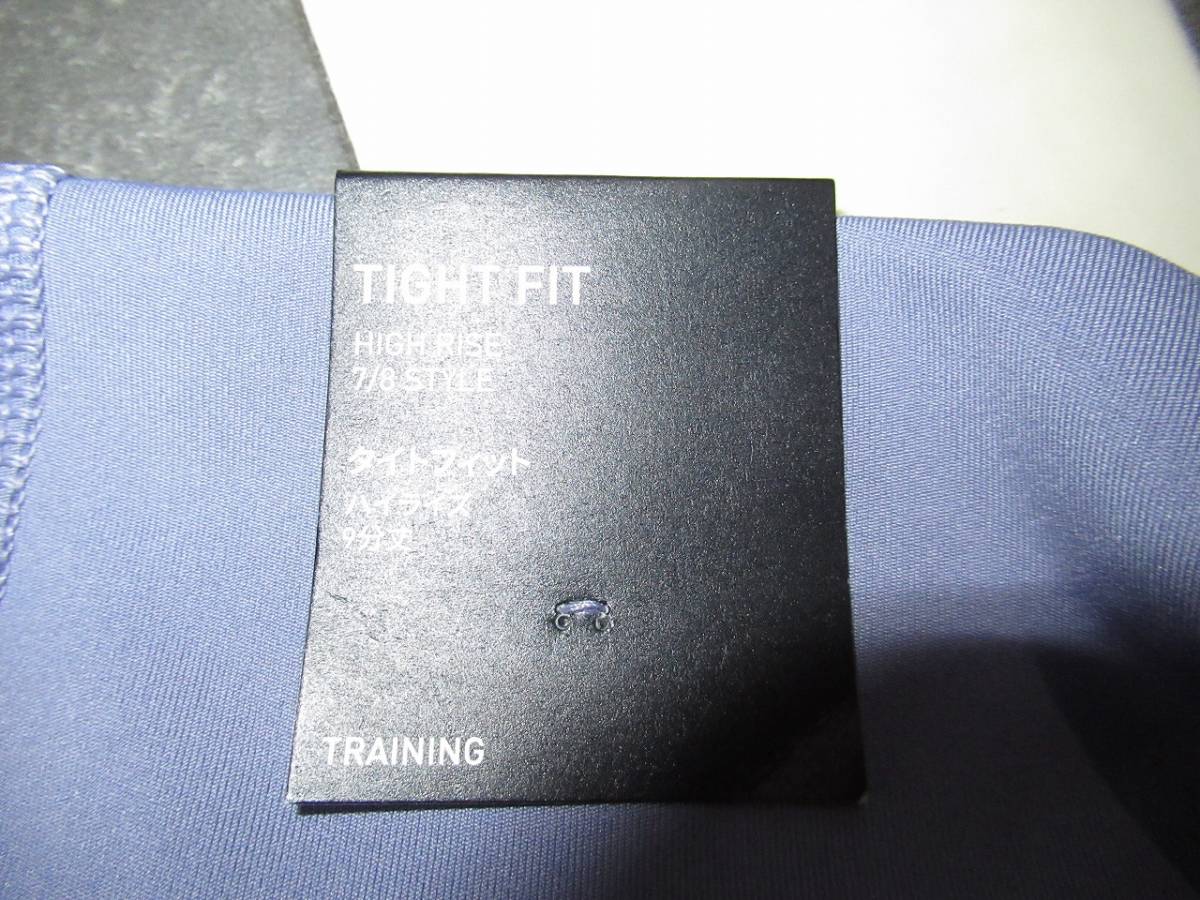 TIGHT FIT
HIGH RISE
7/8 STYLE
タイトフィット
ハイライズ
9分丈
TRAINING